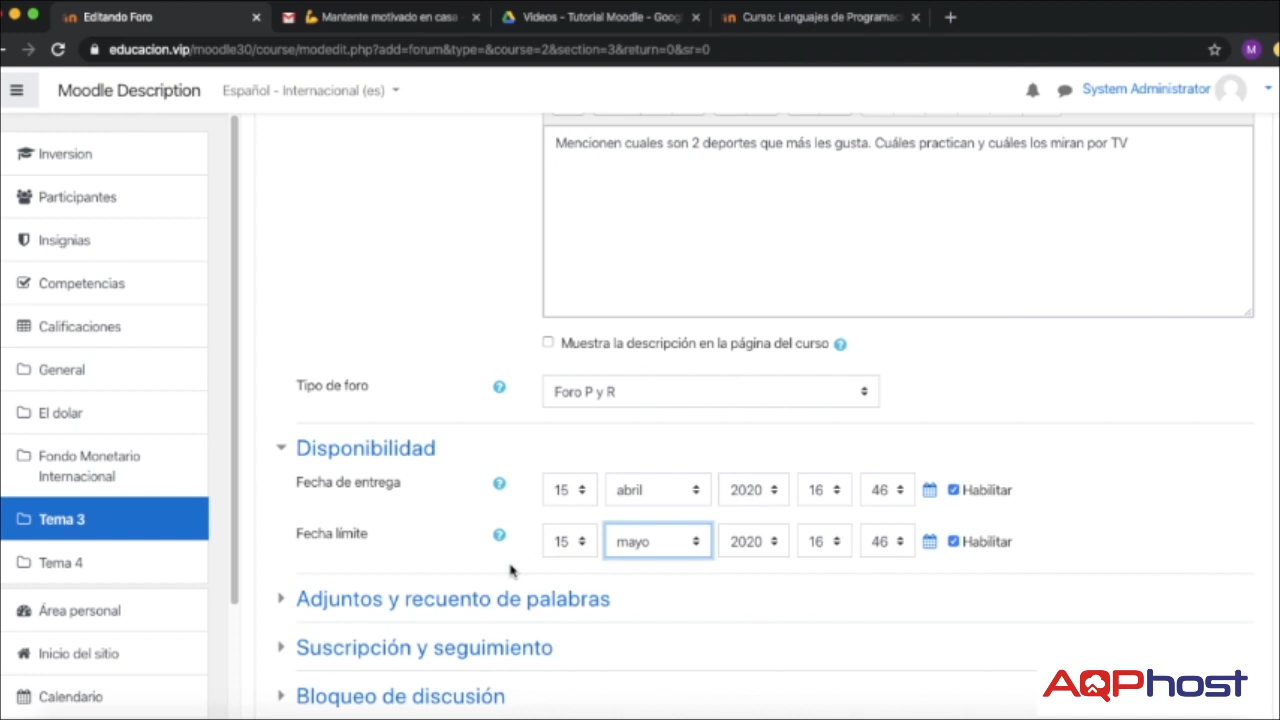 Editando Foro
Mantente motivado en casa
Videos - Tutorial Moodle - Goog
Curso: Lenguajes de Programac
educacion.vip/moodle30/course/modedit.php?add=forum&type=&course=2&section=3&return=0&sr=0
M
Moodle Description
Español - Internacional (es)
System Administrator
Inversion
Participantes
Insignias
Competencias
Calificaciones
General
El dolar
Fondo Monetario
Internacional
Tema 3
Tema 4
Área personal
Inicio del sitio
Calendario
Mencionen cuales son 2 deportes que más les gusta. Cuáles practican y cuáles los miran por TV
Muestra la descripción en la página del curso
Tipo de foro
Foro P y R
Disponibilidad
Fecha de entrega 15 abril 2020 16 46 Habilitar
Fecha límite 15 mayo 2020 16 46 Habilitar
Adjuntos y recuento de palabras
Suscripción y seguimiento
Bloqueo de discusión
AQPhost